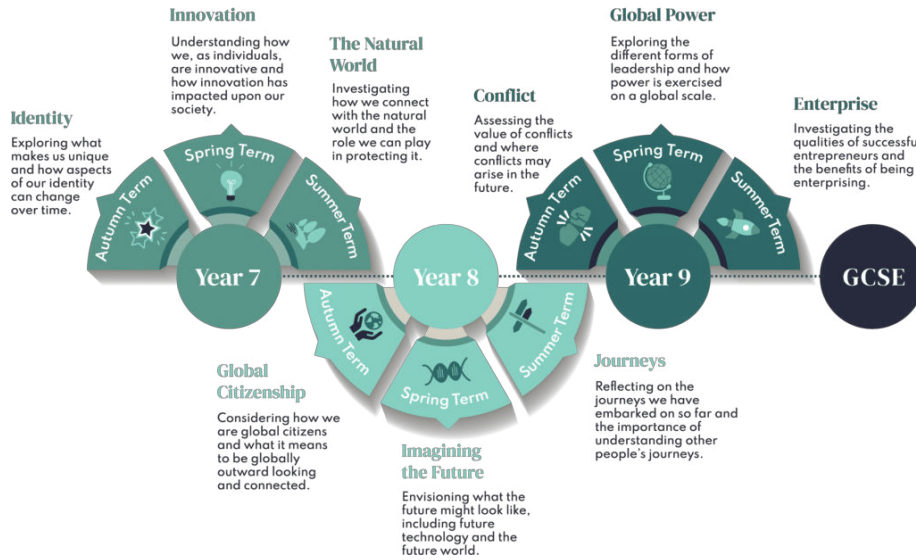 Identity
Exploring what
makes us unique
and how aspects
of our identity
can change
over time.
Autumn Term
Innovation
Understanding how
we, as individuals,
are innovative and
how innovation has
impacted upon our
society.
Spring Term
The Natural
World
Investigating
how we connect
with the natural
world and the
role we can play
in protecting it.
Summer Term
Year 7
Global
Citizenship
Considering how we
are global citizens
and what it means
to be globally
outward looking
and connected.
Autumn Term
Year 8
Spring Term
Imagining
the Future
Envisioning what the
future might look like,
including future
technology and the
future world.
Summer Term
Journeys
Reflecting on the
journeys we have
embarked on so far and
the importance of
understanding other
people's journeys.
Conflict
Assessing the
value of conflicts
and where
conflicts may
arise in the
future.
Autumn Term
Global Power
Exploring the
different forms of
leadership and how
power is exercised
on a global scale.
Spring Term
Enterprise
Investigating the
qualities of successfu
entrepreneurs and
the benefits of being
enterprising.
Summer Term
Year 9
GCSE